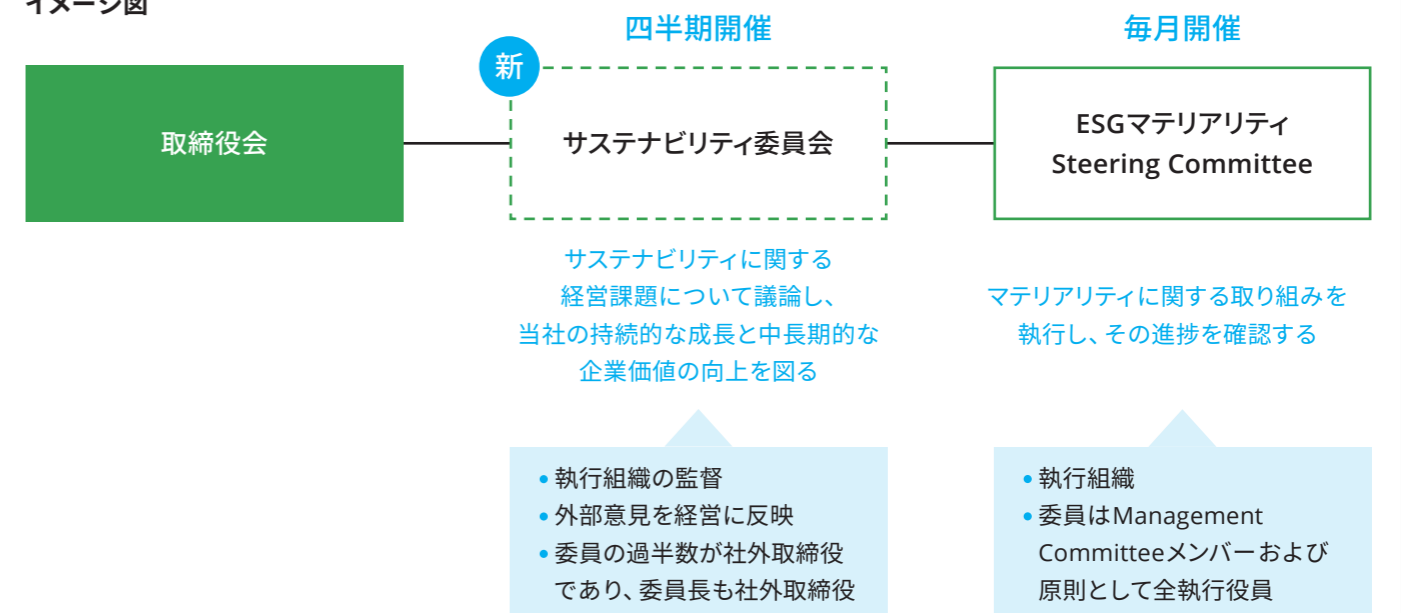 イメージ図
四半期開催
毎月開催
新
取締役会
サステナビリティ委員会
ESGマテリアリティ
Steering Committee
サステナビリティに関する
経営課題について議論し、
当社の持続的な成長と中長期的な
企業価値の向上を図る
マテリアリティに関する取り組みを
執行し、その進捗を確認する
•執行組織の監督
•外部意見を経営に反映
•委員の過半数が社外取締役
であり、委員長も社外取締役
•執行組織
•委員はManagement
Committeeメンバーおよび
原則として全執行役員